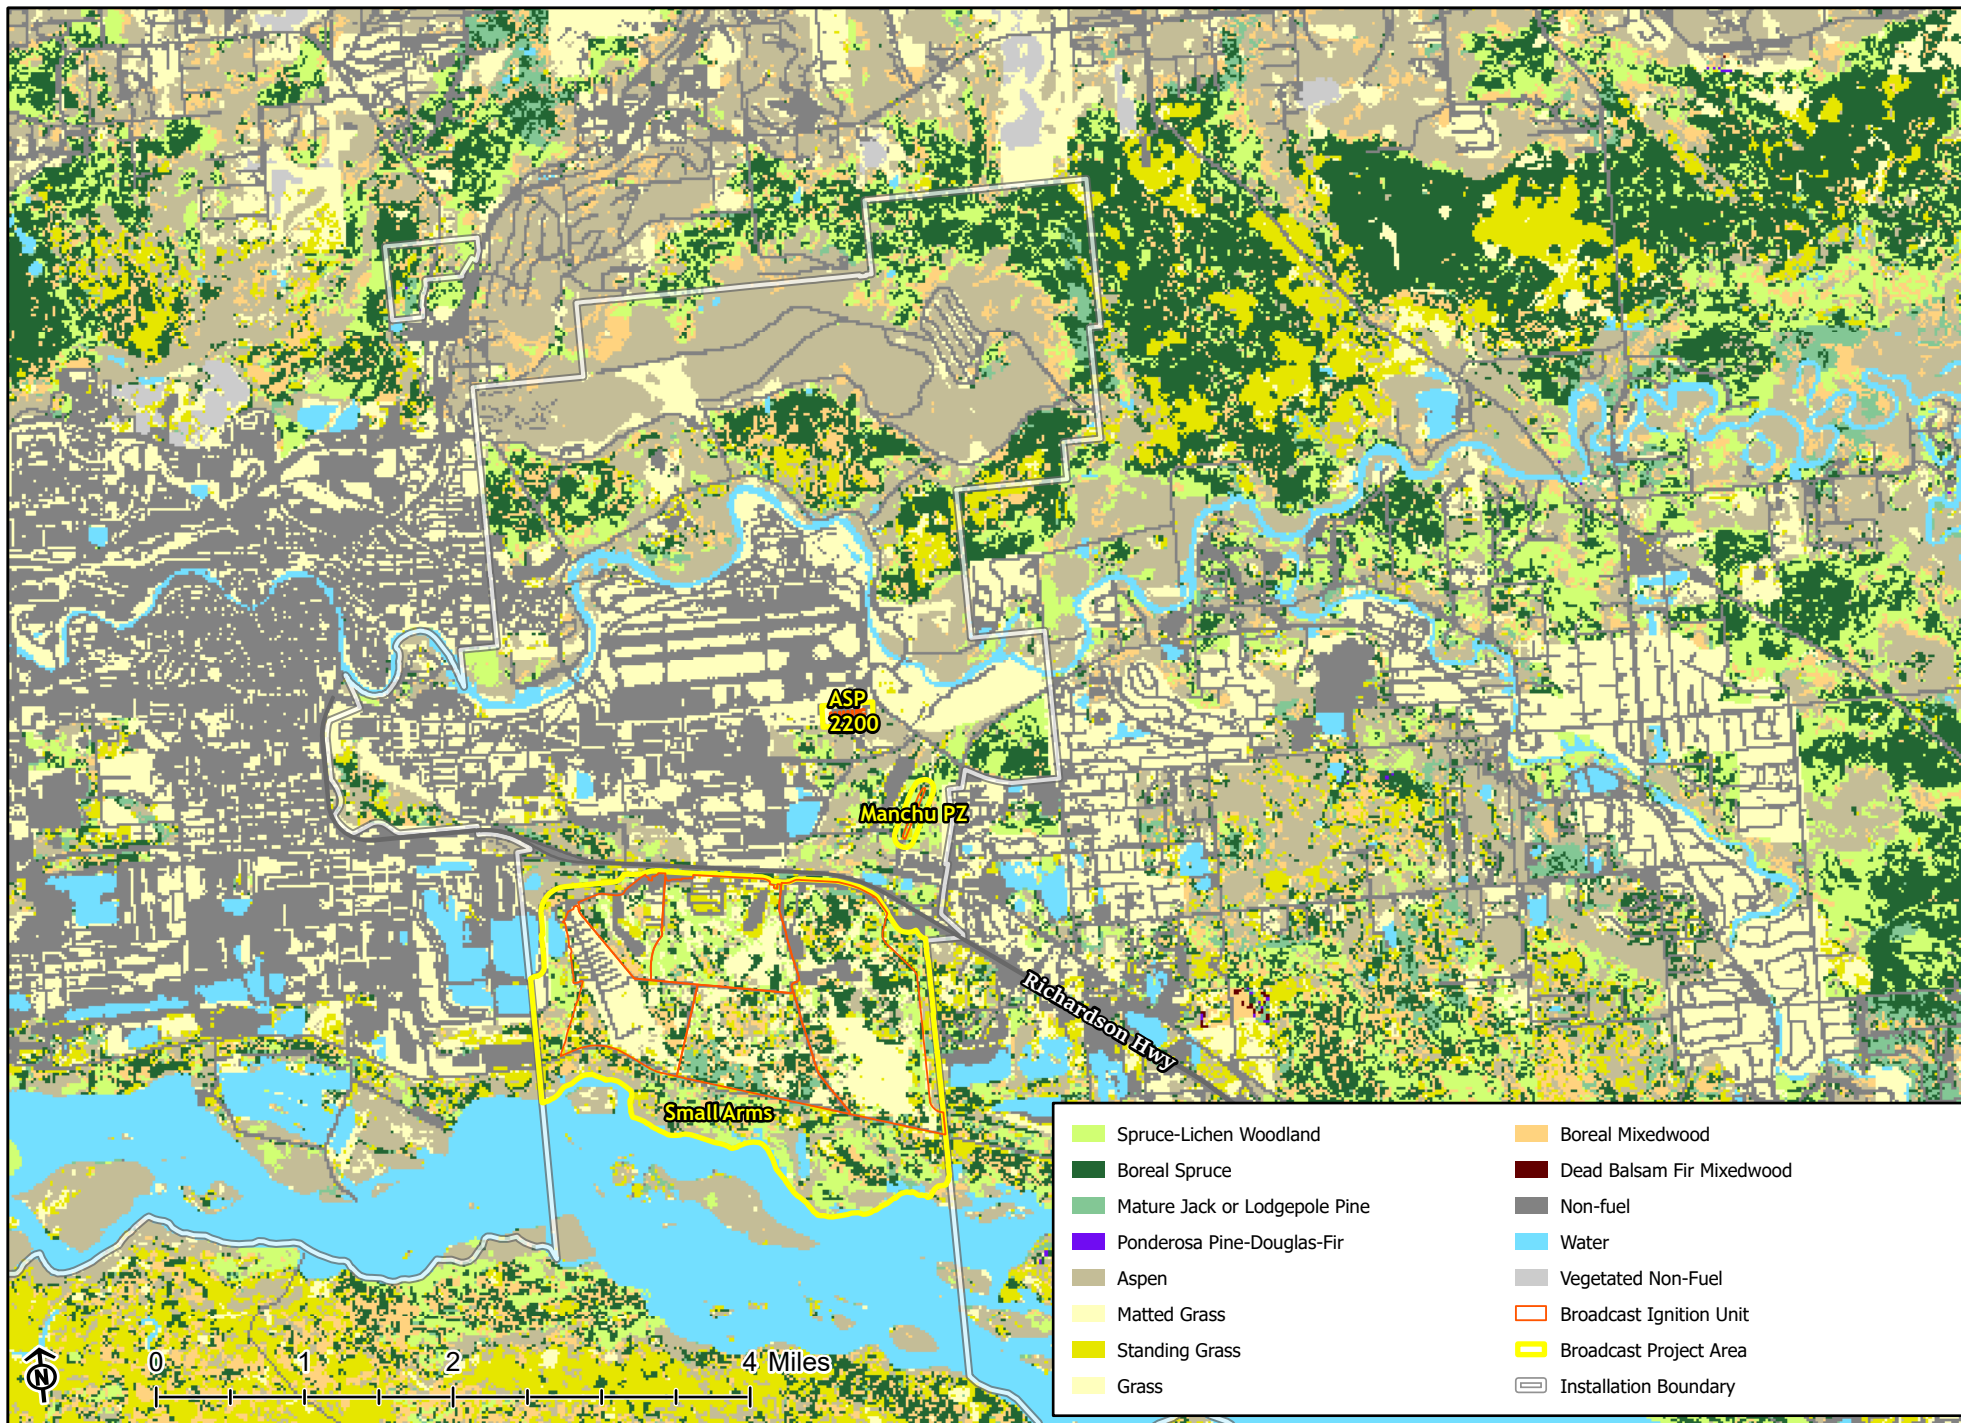 ASP
2200
Manchu PZ
Richardson Hwy
Small Arms
Spruce-Lichen Woodland
Boreal Spruce
Mature Jack or Lodgepole Pine
Ponderosa Pine-Douglas-Fir
Aspen
Matted Grass
Standing Grass
Grass
Boreal Mixedwood
Dead Balsam Fir Mixedwood
Non-fuel
Water
Vegetated Non-Fuel
Broadcast Ignition Unit
Broadcast Project Area
Installation Boundary
N
0 1 2 4 Miles